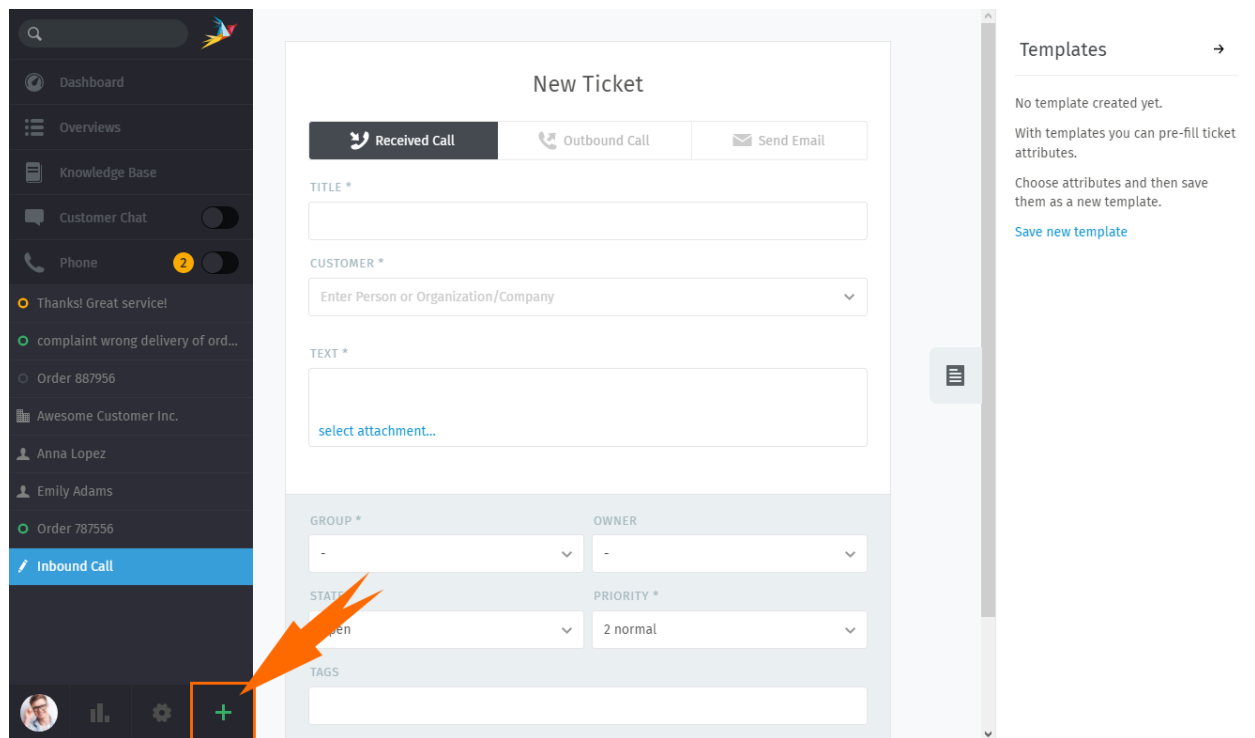 Dashboard
Overviews
Knowledge Base
Customer Chat
Phone 2
Thanks! Great service!
complaint wrong delivery of ord...
Order 887956
Awesome Customer Inc.
Anna Lopez
Emily Adams
Order 787556
Inbound Call
New Ticket
Received Call
Outbound Call
Send Email
TITLE *
CUSTOMER *
Enter Person or Organization/Company
TEXT *
select attachment...
GROUP *
OWNER
-
-
STATE
PRIORITY *
pen
2 normal
TAGS
Templates
No template created yet.
With templates you can pre-fill ticket
attributes.
Choose attributes and then save
them as a new template.
Save new template